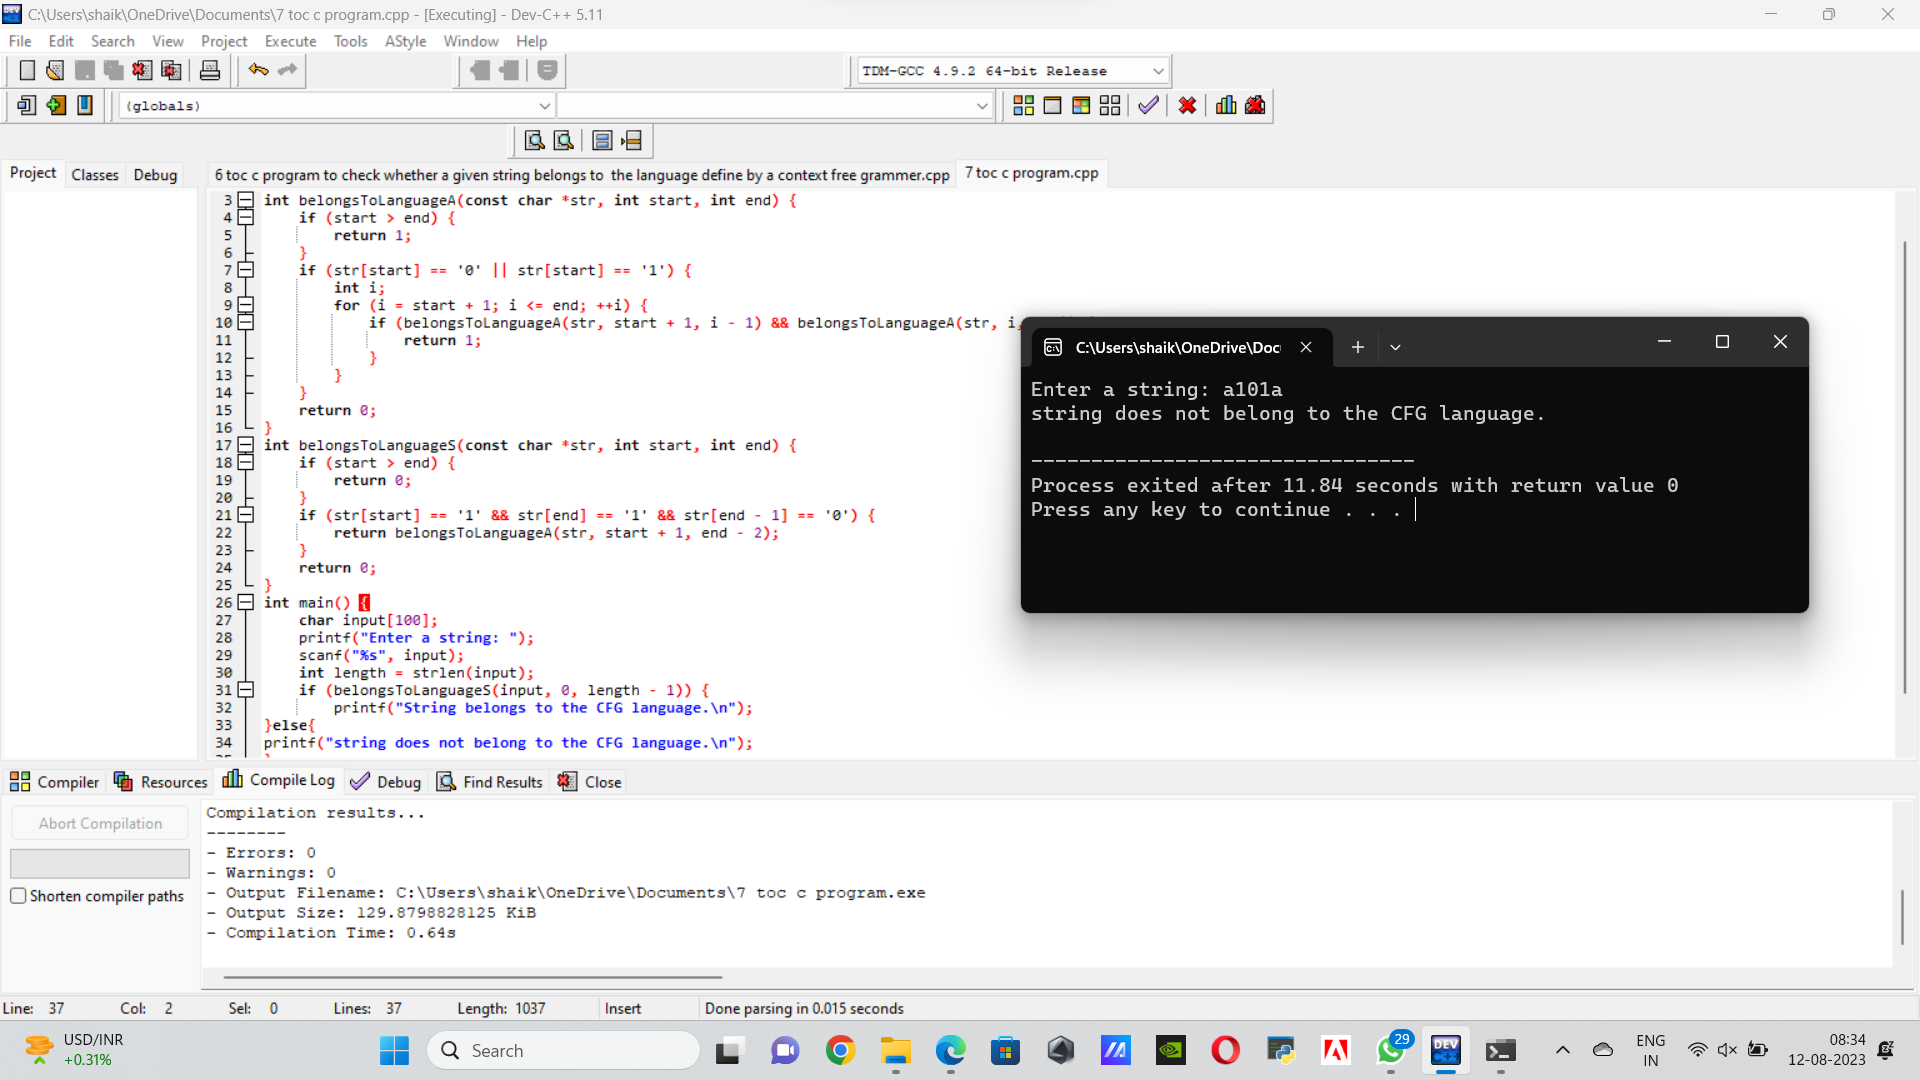 C:\Users\shaik\OneDrive\Documents\7 toc c program.cpp - [Executing] - Dev-C++ 5.11
File Edit Search View Project Execute Tools AStyle Window Help
TDM-GCC 4.9.2 64-bit Release
(globals)
Project Classes Debug
6 toc c program to check whether a given string belongs to the language define by a context free grammer.cpp 7 toc c program.cpp
3 int belongsToLanguageA(const char *str, int start, int end) {
4 if (start > end) {
5 return 1;
6 }
7 if (str[start] == '0' || str[start] == '1') {
8 int i;
9 for (i = start + 1; i <= end; ++i) {
10 if (belongsToLanguageA(str, start + 1, i - 1) && belongsToLanguageA(str, i,
11 return 1;
12 }
13 }
14 }
15 return 0;
16 }
17 int belongsToLanguageS(const char *str, int start, int end) {
18 if (start > end) {
19 return 0;
20 }
21 if (str[start] == '1' && str[end] == '1' && str[end - 1] == '0') {
22 return belongsToLanguageA(str, start + 1, end - 2);
23 }
24 return 0;
25 }
26 int main() {
27 char input[100];
28 printf("Enter a string: ");
29 scanf("%s", input);
30 int length = strlen(input);
31 if (belongsToLanguageS(input, 0, length - 1)) {
32 printf("String belongs to the CFG language.\n");
33 }else{
34 printf("string does not belong to the CFG language.\n");
C:\Users\shaik\OneDrive\Doc
Enter a string: a101a
string does not belong to the CFG language.
--------------------------------
Process exited after 11.84 seconds with return value 0
Press any key to continue . . .
Compiler Resources Compile Log Debug Find Results Close
Abort Compilation
Shorten compiler paths
Compilation results...
--------
- Errors: 0
- Warnings: 0
- Output Filename: C:\Users\shaik\OneDrive\Documents\7 toc c program.exe
- Output Size: 129.8798828125 KiB
- Compilation Time: 0.64s
Line: 37 Col: 2 Sel: 0 Lines: 37 Length: 1037 Insert Done parsing in 0.015 seconds
USD/INR
+0.31%
Search
29
DEV
ENG
IN
08:34
12-08-2023